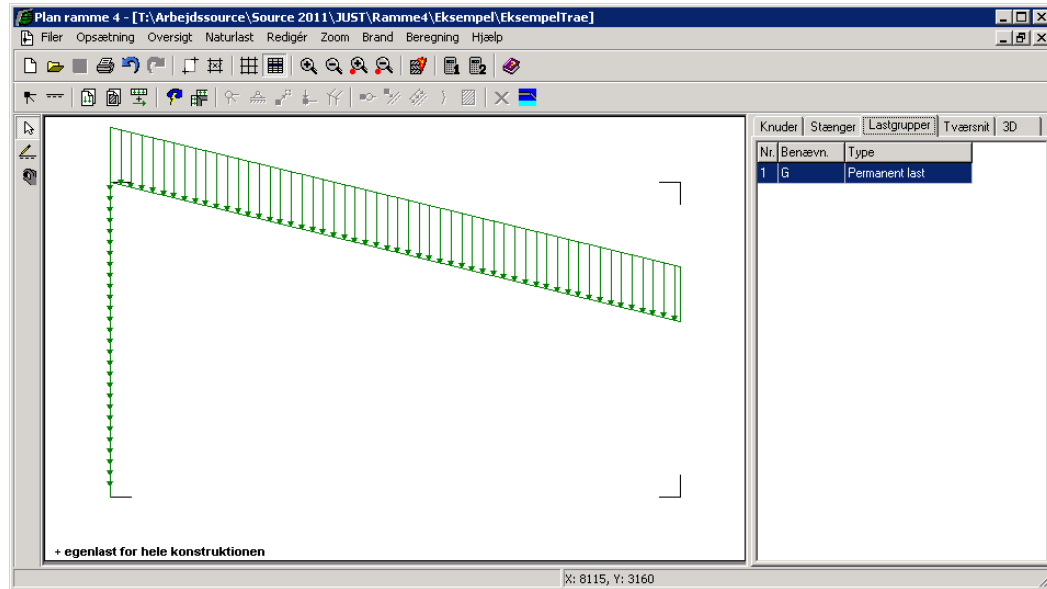 Plan ramme 4 - [T:\Arbejdssource\Source 2011\JUST\Ramme4\Eksempel\EksempelTrae]
Filer Opsætning Oversigt Naturlast Redigér Zoom Brand Beregning Hjælp
Knuder Stænger Lastgrupper Tværsnit 3D
Nr. Benævn. Type
1 G Permanent last
+ egenlast for hele konstruktionen
X: 8115, Y: 3160